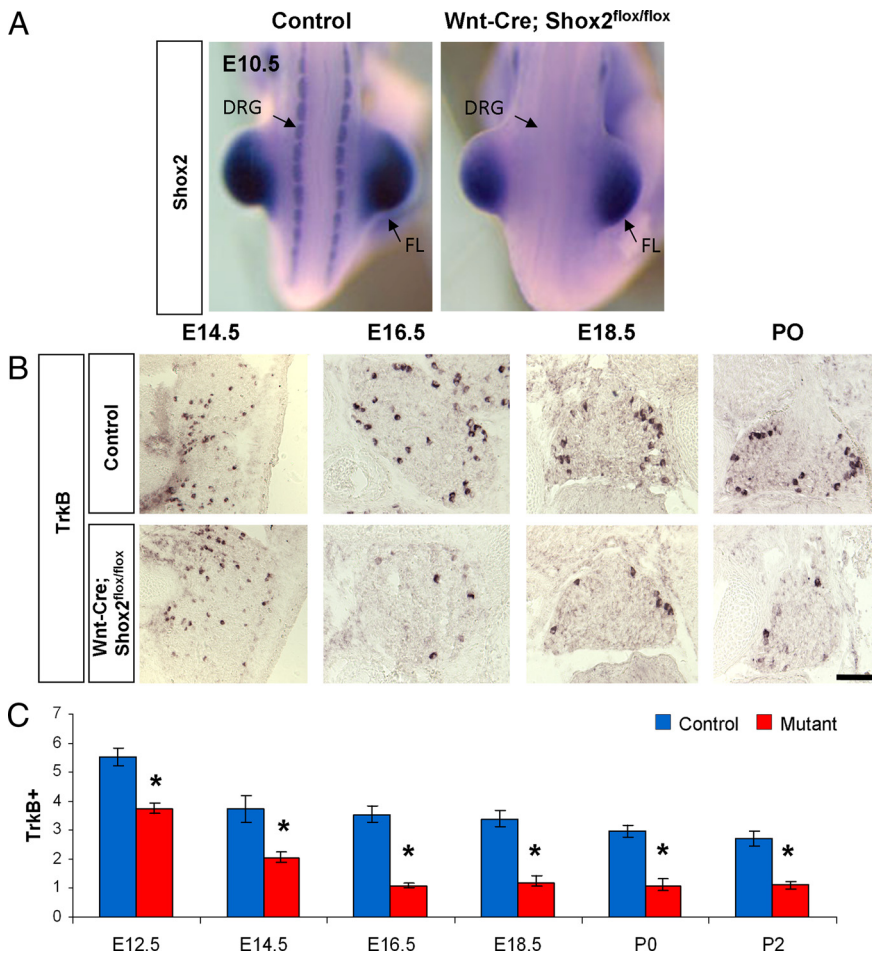 A
Control
Wnt-Cre; Shox2flox/flox
Shox2
E10.5
DRG
FL
DRG
FL
B
E14.5
E16.5
E18.5
PO
TrkB
Control
Wnt-Cre;
Shox2flox/flox
C
Control
Mutant
TrkB+
7
6
5
4
3
2
1
0
*
*
*
*
*
*
E12.5
E14.5
E16.5
E18.5
P0
P2